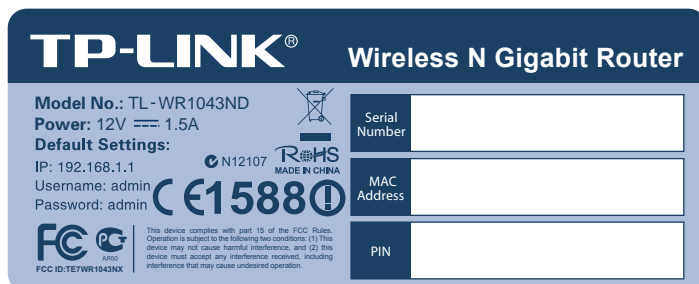 TP-LINK®
Wireless N Gigabit Router
Model No.: TL-WR1043ND
Power: 12V ⎓ 1.5A
Default Settings:
IP: 192.168.1.1
Username: admin
Password: admin
N12107
RoHS
MADE IN CHINA
CE1588
FC
FCC ID:TE7WR1043NX
PG
AR50
This device complies with part 15 of the FCC Rules.
Operation is subject to the following two conditions: (1) This
device may not cause harmful interference, and (2) this
device must accept any interference received, including
interference that may cause undesired operation.
Serial
Number
MAC
Address
PIN